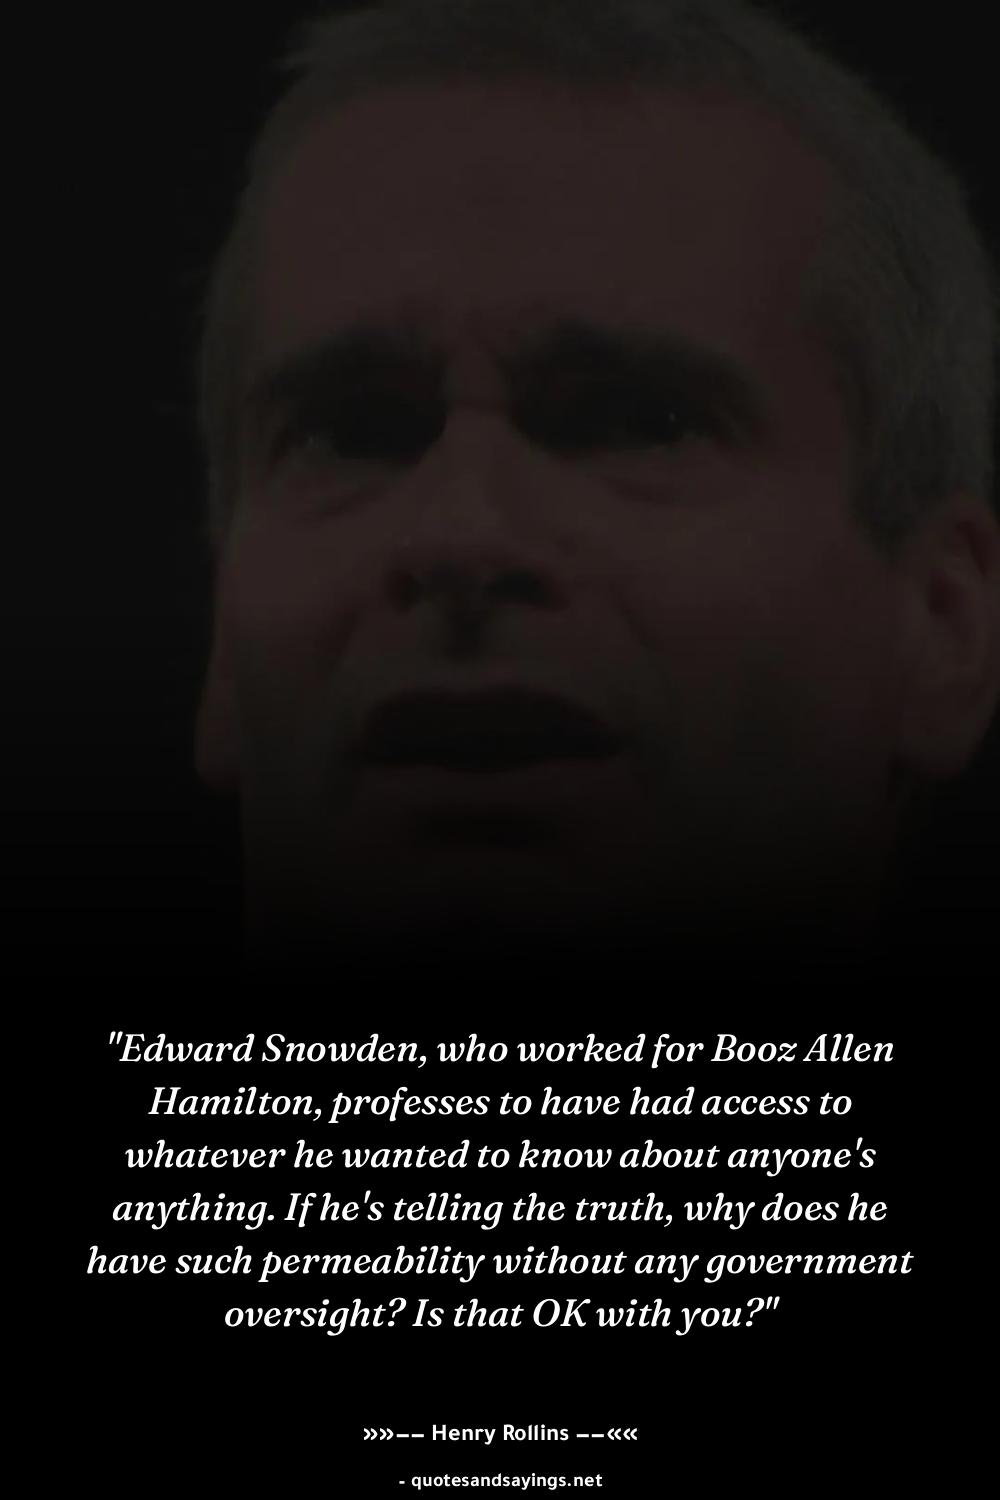 "Edward Snowden, who worked for Booz Allen
Hamilton, professes to have had access to
whatever he wanted to know about anyone's
anything. If he's telling the truth, why does he
have such permeability without any government
oversight? Is that OK with you?"
»»–– Henry Rollins ––««
- quotesandsayings.net